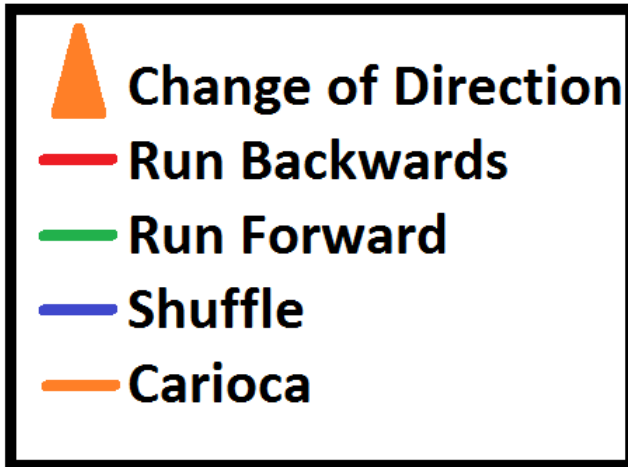 Change of Direction
Run Backwards
Run Forward
Shuffle
Carioca